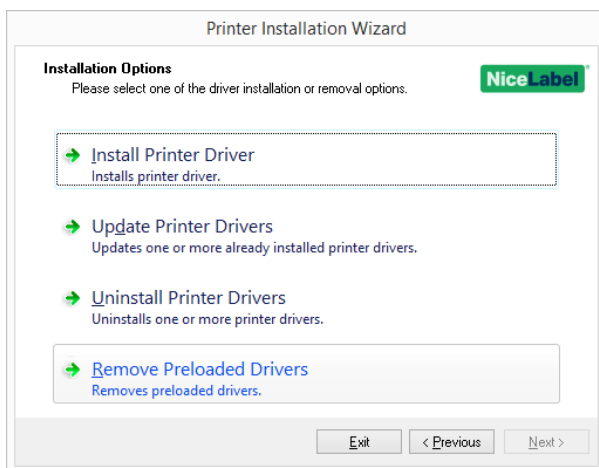 Printer Installation Wizard
Installation Options
Please select one of the driver installation or removal options.
NiceLabel
Install Printer Driver
Installs printer driver.
Update Printer Drivers
Updates one or more already installed printer drivers.
Uninstall Printer Drivers
Uninstalls one or more printer drivers.
Remove Preloaded Drivers
Removes preloaded drivers.
Exit < Previous Next >